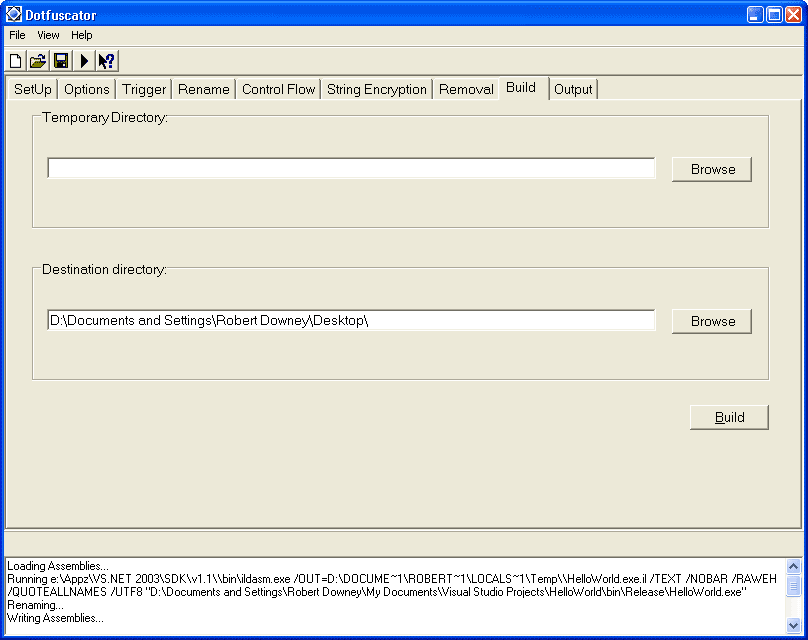 Dotfuscator
File View Help
SetUp Options Trigger Rename Control Flow String Encryption Removal Build Output
Temporary Directory:
Browse
Destination directory:
D:\Documents and Settings\Robert Downey\Desktop\
Browse
Build
Loading Assemblies...
Running e:\Appz\VS.NET 2003\SDK\v1.1\\bin\ildasm.exe /OUT=D:\DOCUME~1\ROBERT~1\LOCALS~1\Temp\\HelloWorld.exe.il /TEXT /NOBAR /RAWEH
/QUOTEALLNAMES /UTF8 "D:\Documents and Settings\Robert Downey\My Documents\Visual Studio Projects\HelloWorld\bin\Release\HelloWorld.exe"
Renaming...
Writing Assemblies...